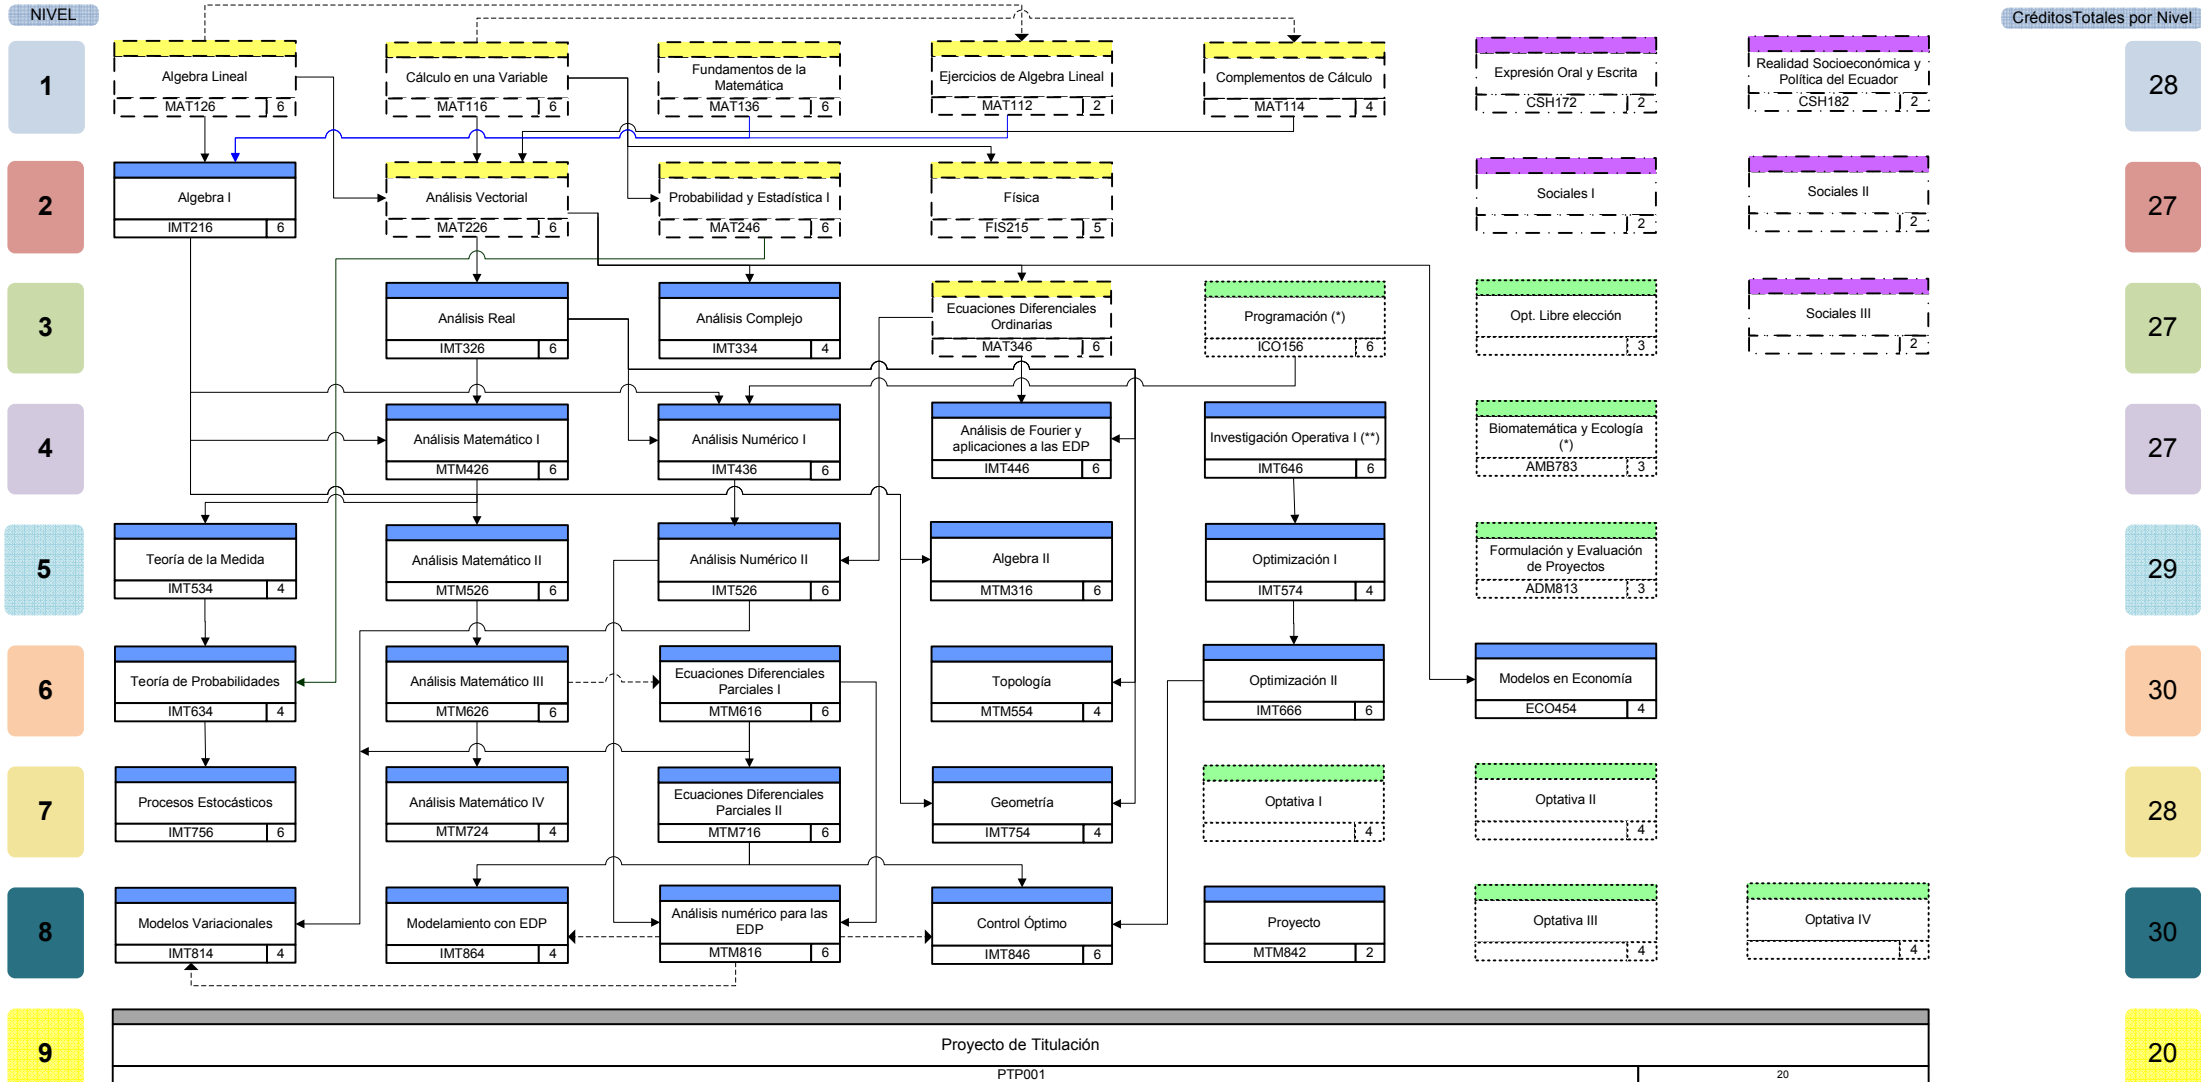 NIVEL
CréditosTotales por Nivel
1
Algebra Lineal
MAT126 6
Cálculo en una Variable
MAT116 6
Fundamentos de la
Matemática
MAT136 6
Ejercicios de Algebra Lineal
MAT112 2
Complementos de Cálculo
MAT114 4
Expresión Oral y Escrita
CSH172 2
Realidad Socioeconómica y
Política del Ecuador
CSH182 2
28
2
Algebra I
IMT216 6
Análisis Vectorial
MAT226 6
Probabilidad y Estadística I
MAT246 6
Física
FIS215 5
Sociales I
2
Sociales II
2
27
3
Análisis Real
IMT326 6
Análisis Complejo
IMT334 4
Ecuaciones Diferenciales
Ordinarias
MAT346 6
Programación (*)
ICO156 6
Opt. Libre elección
3
Sociales III
2
27
4
Análisis Matemático I
MTM426 6
Análisis Numérico I
IMT436 6
Análisis de Fourier y
aplicaciones a las EDP
IMT446 6
Investigación Operativa I (**)
IMT646 6
Biomatemática y Ecología
(*)
AMB783 3
27
5
Teoría de la Medida
IMT534 4
Análisis Matemático II
MTM526 6
Análisis Numérico II
IMT526 6
Algebra II
MTM316 6
Optimización I
IMT574 4
Formulación y Evaluación
de Proyectos
ADM813 3
29
6
Teoría de Probabilidades
IMT634 4
Análisis Matemático III
MTM626 6
Ecuaciones Diferenciales
Parciales I
MTM616 6
Topología
MTM554 4
Optimización II
IMT666 6
Modelos en Economía
ECO454 4
30
7
Procesos Estocásticos
IMT756 6
Análisis Matemático IV
MTM724 4
Ecuaciones Diferenciales
Parciales II
MTM716 6
Geometría
IMT754 4
Optativa I
4
Optativa II
4
28
8
Modelos Variacionales
IMT814 4
Modelamiento con EDP
IMT864 4
Análisis numérico para las
EDP
MTM816 6
Control Óptimo
IMT846 6
Proyecto
MTM842 2
Optativa III
4
Optativa IV
4
30
9
Proyecto de Titulación
PTP001 20
20